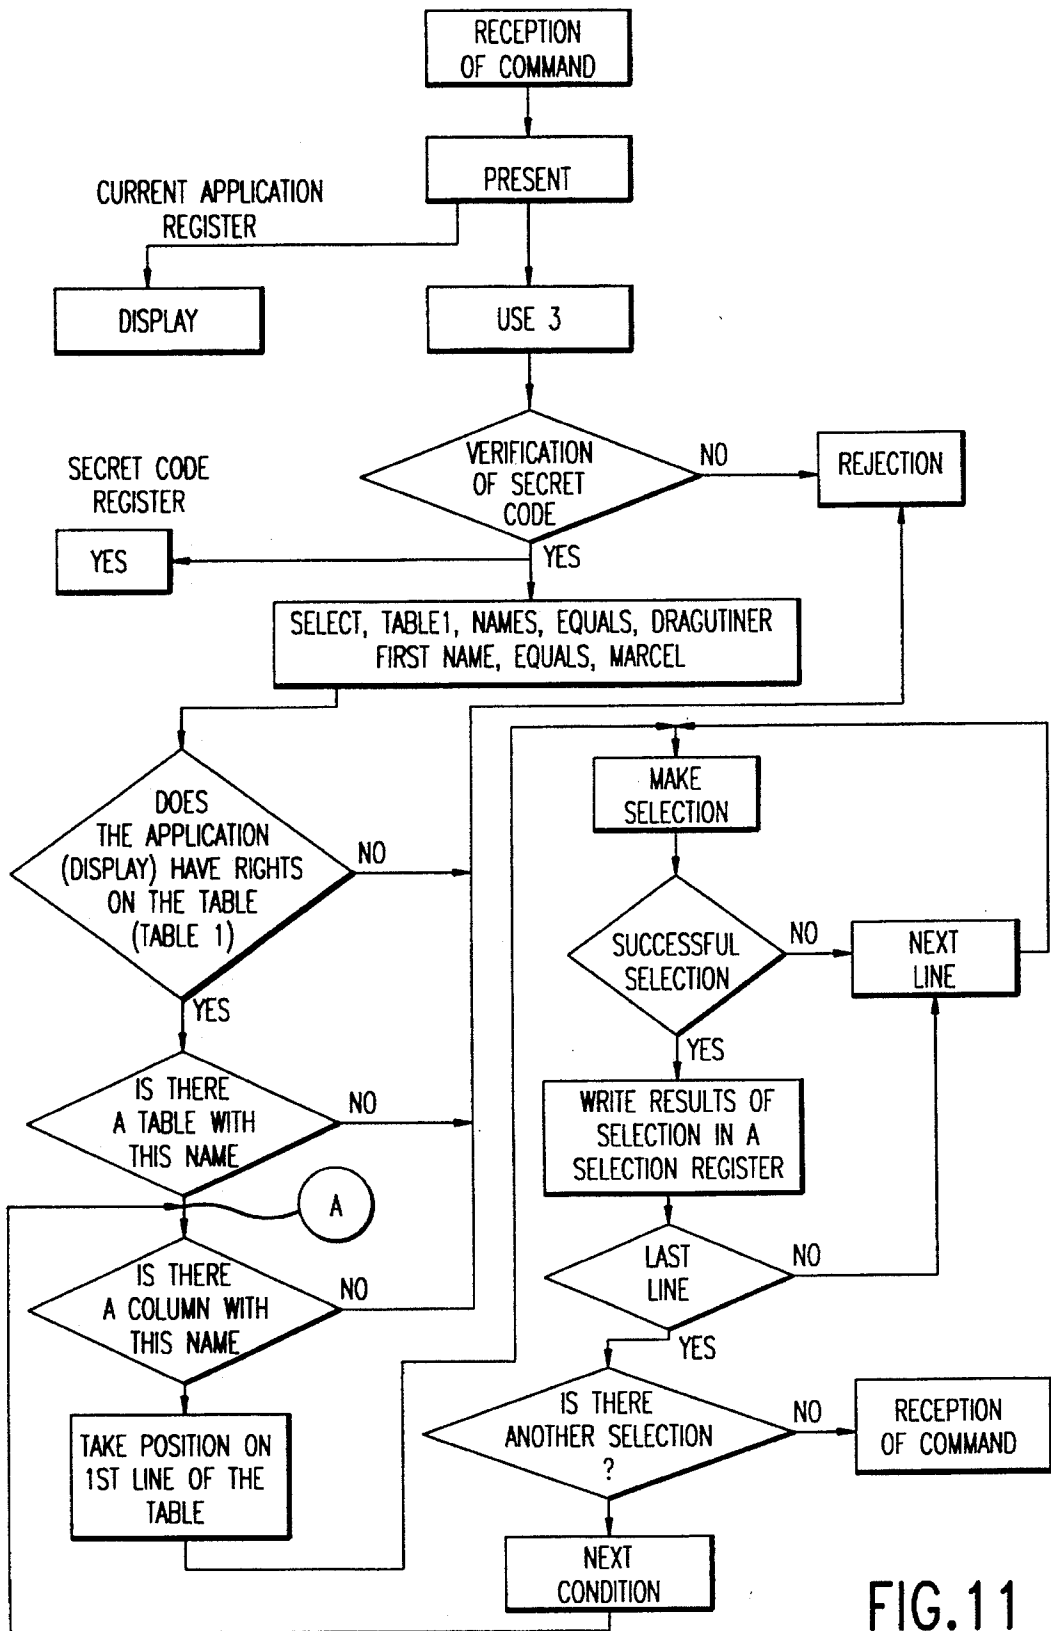 RECEPTION
OF COMMAND
PRESENT
CURRENT APPLICATION
REGISTER
DISPLAY
USE 3
VERIFICATION
OF SECRET
CODE
NO
REJECTION
SECRET CODE
REGISTER
YES
YES
SELECT, TABLE1, NAMES, EQUALS, DRAGUTINER
FIRST NAME, EQUALS, MARCEL
DOES
THE APPLICATION
(DISPLAY) HAVE RIGHTS
ON THE TABLE
(TABLE 1)
NO
YES
IS THERE
A TABLE WITH
THIS NAME
NO
A
IS THERE
A COLUMN WITH
THIS NAME
NO
TAKE POSITION ON
1ST LINE OF THE
TABLE
MAKE
SELECTION
SUCCESSFUL
SELECTION
NO
NEXT
LINE
YES
WRITE RESULTS OF
SELECTION IN A
SELECTION REGISTER
LAST
LINE
NO
YES
IS THERE
ANOTHER SELECTION
?
NO
RECEPTION
OF COMMAND
NEXT
CONDITION
FIG.11